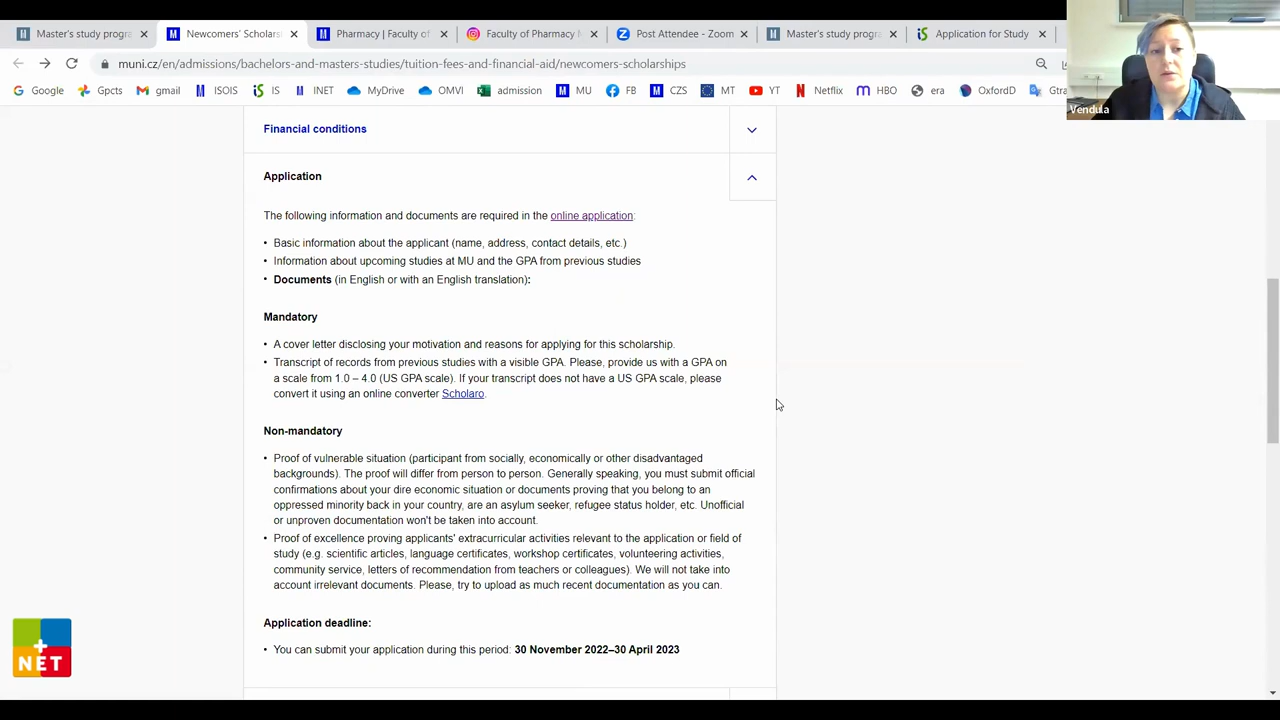 Master's study progra
Newcomers' Scholars
Pharmacy | Faculty of
Faculty of Pharmacy
Post Attendee - Zoom
Master's study progra
Application for Study
muni.cz/en/admissions/bachelors-and-masters-studies/tuition-fees-and-financial-aid/newcomers-scholarships
Google Gpcts gmail ISOIS IS INET MyDrive OMVI admission MU FB CZS MT YT Netflix HBO era OxfordD Gtra
Vendula
Financial conditions
Application
The following information and documents are required in the online application:
• Basic information about the applicant (name, address, contact details, etc.)
• Information about upcoming studies at MU and the GPA from previous studies
• Documents (in English or with an English translation):
Mandatory
• A cover letter disclosing your motivation and reasons for applying for this scholarship.
• Transcript of records from previous studies with a visible GPA. Please, provide us with a GPA on
a scale from 1.0 – 4.0 (US GPA scale). If your transcript does not have a US GPA scale, please
convert it using an online converter Scholaro.
Non-mandatory
• Proof of vulnerable situation (participant from socially, economically or other disadvantaged
backgrounds). The proof will differ from person to person. Generally speaking, you must submit official
confirmations about your dire economic situation or documents proving that you belong to an
oppressed minority back in your country, are an asylum seeker, refugee status holder, etc. Unofficial
or unproven documentation won't be taken into account.
• Proof of excellence proving applicants' extracurricular activities relevant to the application or field of
study (e.g. scientific articles, language certificates, workshop certificates, volunteering activities,
community service, letters of recommendation from teachers or colleagues). We will not take into
account irrelevant documents. Please, try to upload as much recent documentation as you can.
Application deadline:
• You can submit your application during this period: 30 November 2022–30 April 2023
NET